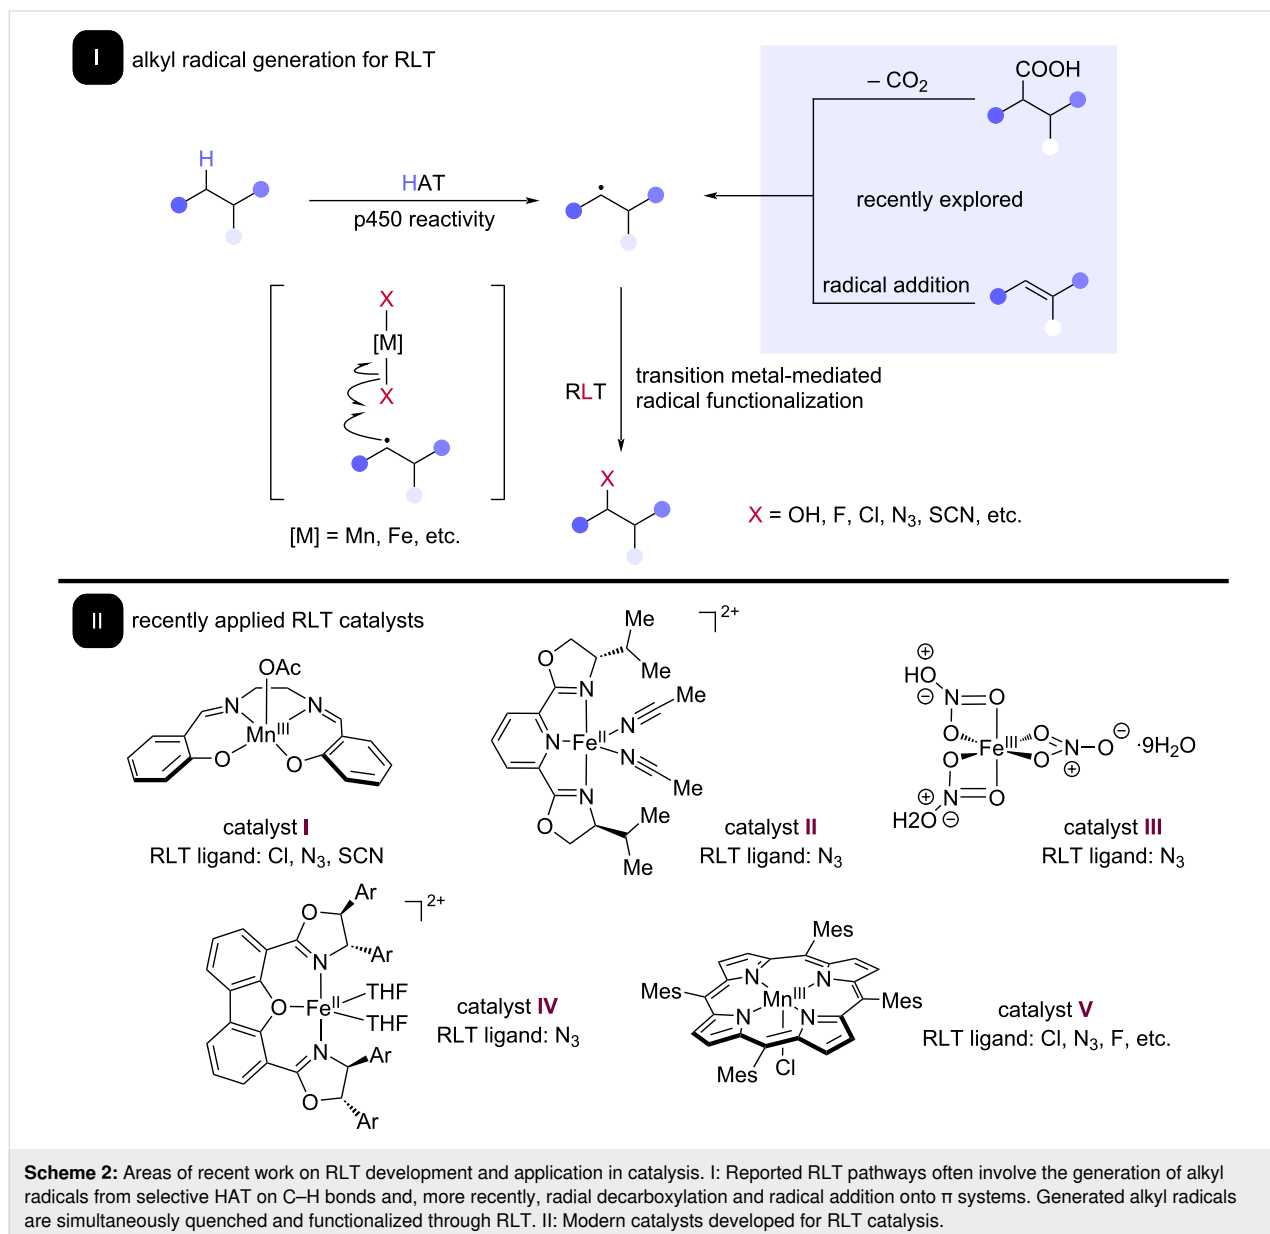 I
alkyl radical generation for RLT
H
HAT
p450 reactivity
– CO2
COOH
recently explored
radical addition
X
[M]
X
[M] = Mn, Fe, etc.
RLT
transition metal-mediated
radical functionalization
X
X = OH, F, Cl, N3, SCN, etc.
II
recently applied RLT catalysts
OAc
N
N
MnIII
O
O
catalyst I
RLT ligand: Cl, N3, SCN
2+
Me
Me
O
N
N
FeII
N
Me
N
Me
N
O
Me
Me
catalyst II
RLT ligand: N3
⊕
HO
⊖
N
O
O
FeIII
O
O
N
⊕
O
⊖
·9H2O
O
⊕
N
O
H2O
⊖
catalyst III
RLT ligand: N3
2+
Ar
O
Ar
N
O
FeII
THF
THF
N
Ar
O
Ar
catalyst IV
RLT ligand: N3
Mes
Mes
Mes
N
N
MnIII
N
N
Mes
Cl
catalyst V
RLT ligand: Cl, N3, F, etc.
Scheme 2: Areas of recent work on RLT development and application in catalysis. I: Reported RLT pathways often involve the generation of alkyl
radicals from selective HAT on C–H bonds and, more recently, radial decarboxylation and radical addition onto π systems. Generated alkyl radicals
are simultaneously quenched and functionalized through RLT. II: Modern catalysts developed for RLT catalysis.